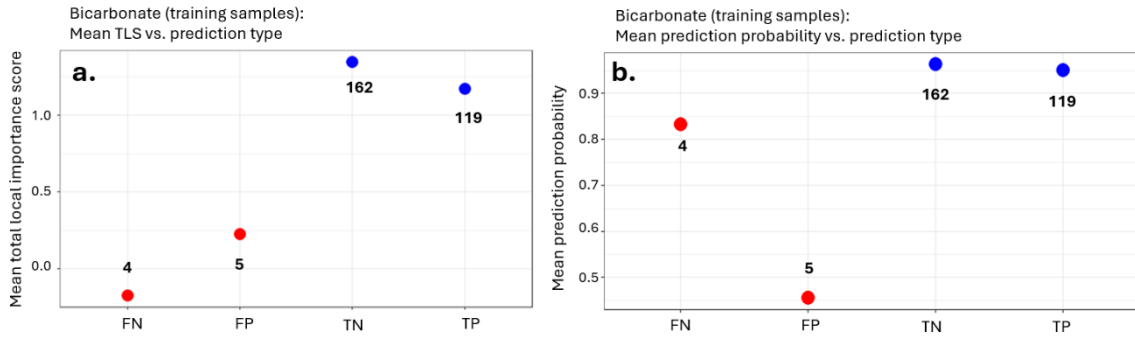 Bicarbonate (training samples):
Mean TLS vs. prediction type
a.
Mean total local importance score
1.0
0.5
0.0
4
5
162
119
FN
FP
TN
TP
Bicarbonate (training samples):
Mean prediction probability vs. prediction type
b.
Mean prediction probability
0.9
0.8
0.7
0.6
0.5
4
5
162
119
FN
FP
TN
TP